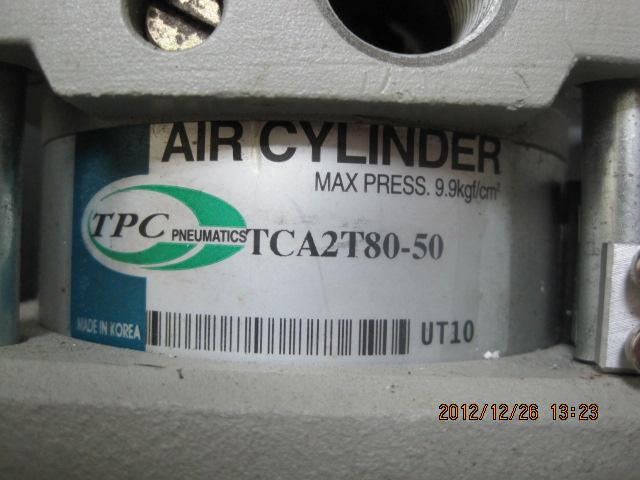 AIR CYLINDER
MAX PRESS. 9.9kgf/cm²
TPC PNEUMATICS
TCA2T80-50
MADE IN KOREA
UT10
2012/12/26 13:23